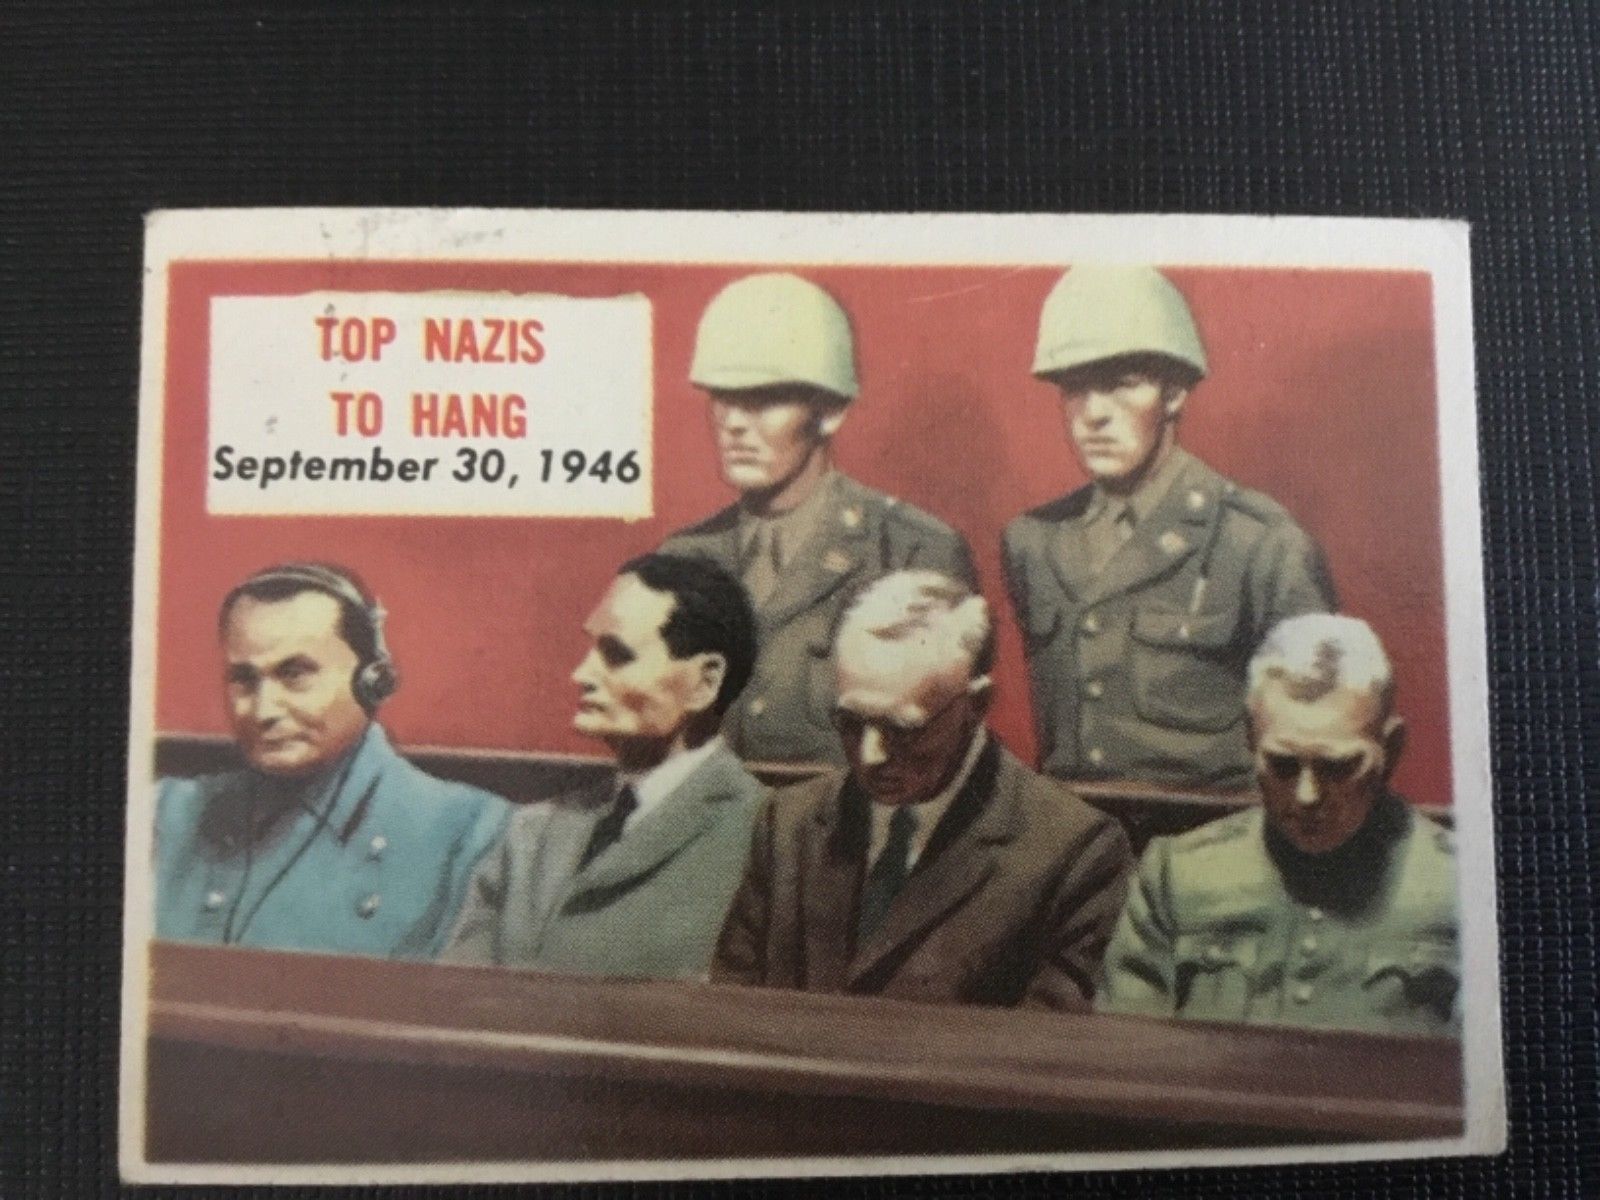 TOP NAZIS
TO HANG
September 30, 1946